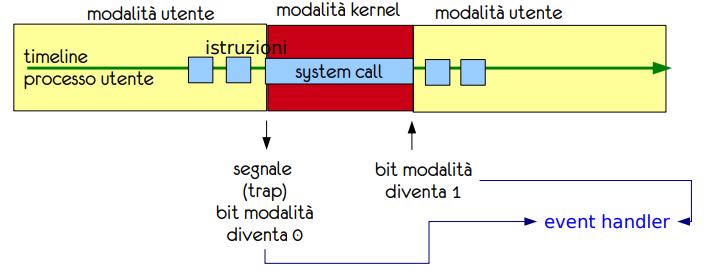 modalità utente
modalità kernel
modalità utente
istruzioni
timeline
processo utente
system call
segnale
(trap)
bit modalità
diventa 0
bit modalità
diventa 1
event handler